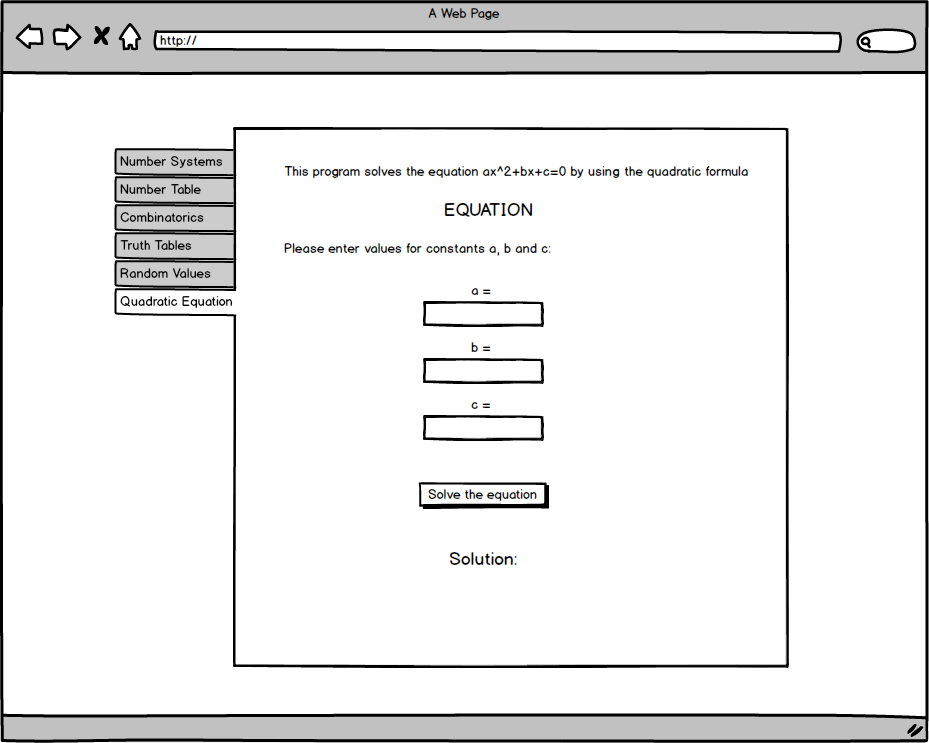 A Web Page
http://
Number Systems
Number Table
Combinatorics
Truth Tables
Random Values
Quadratic Equation
This program solves the equation ax^2+bx+c=0 by using the quadratic formula
EQUATION
Please enter values for constants a, b and c:
a =
b =
c =
Solve the equation
Solution: